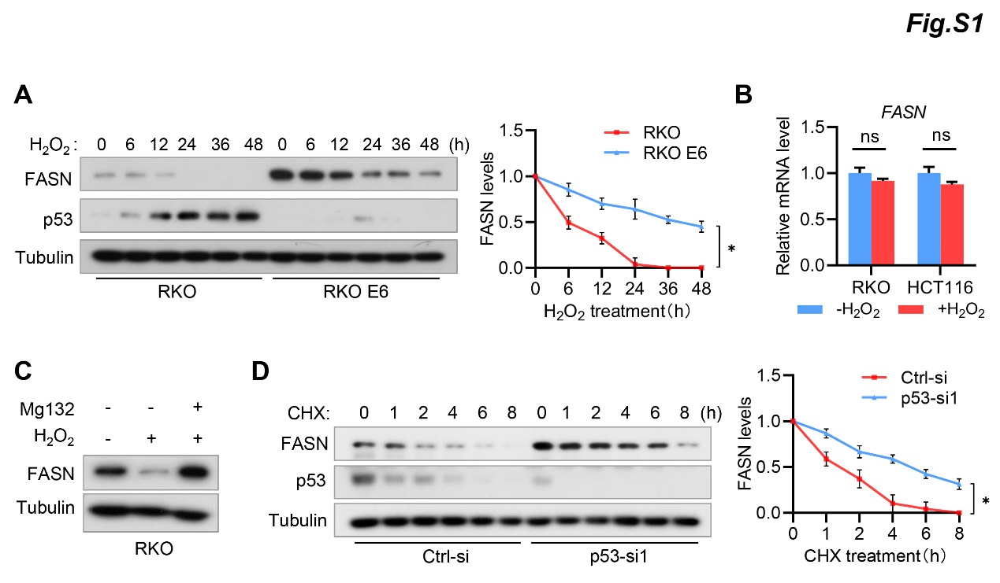 Fig.S1
A
H₂O₂: 0 6 12 24 36 48 0 6 12 24 36 48 (h)
FASN
p53
Tubulin
RKO RKO E6
RKO
RKO E6
FASN levels
1.5
1.0
0.5
0.0
0 6 12 24 36 48
H₂O₂ treatment(h)
*
B
FASN
Relative mRNA level
1.5
1.0
0.5
0.0
ns ns
RKO HCT116
-H₂O₂ +H₂O₂
C
Mg132 - - +
H₂O₂ - + +
FASN
Tubulin
RKO
D
CHX: 0 1 2 4 6 8 0 1 2 4 6 8 (h)
FASN
p53
Tubulin
Ctrl-si p53-si1
Ctrl-si
p53-si1
FASN levels
1.5
1.0
0.5
0.0
0 1 2 4 6 8
CHX treatment(h)
*